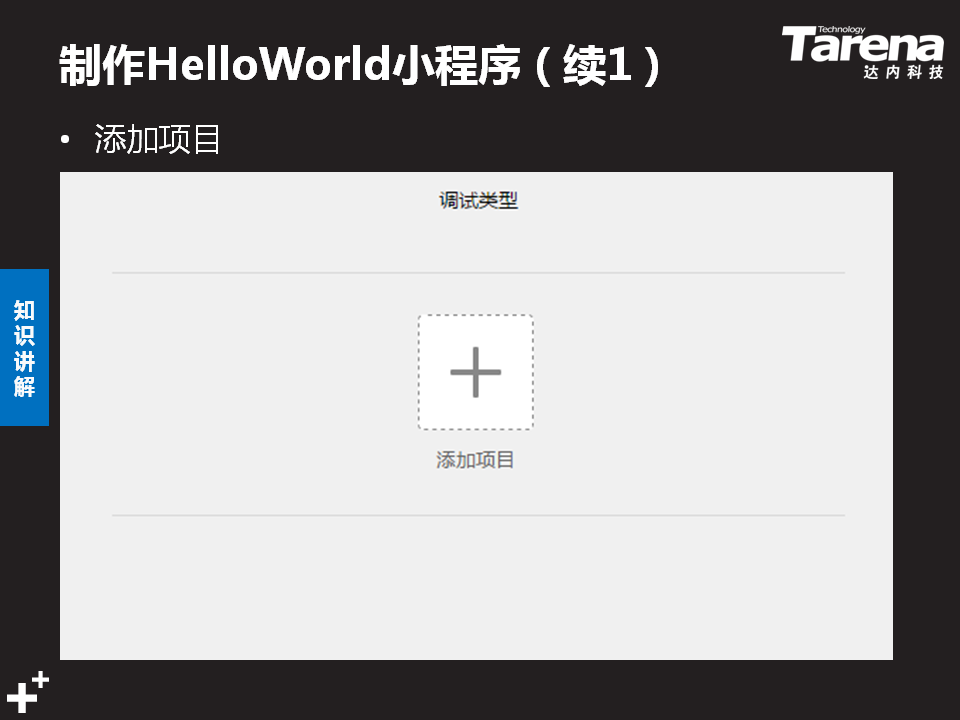 制作HelloWorld小程序（续1）
Technology
Tarena
达内科技
• 添加项目
调试类型
知识讲解
添加项目